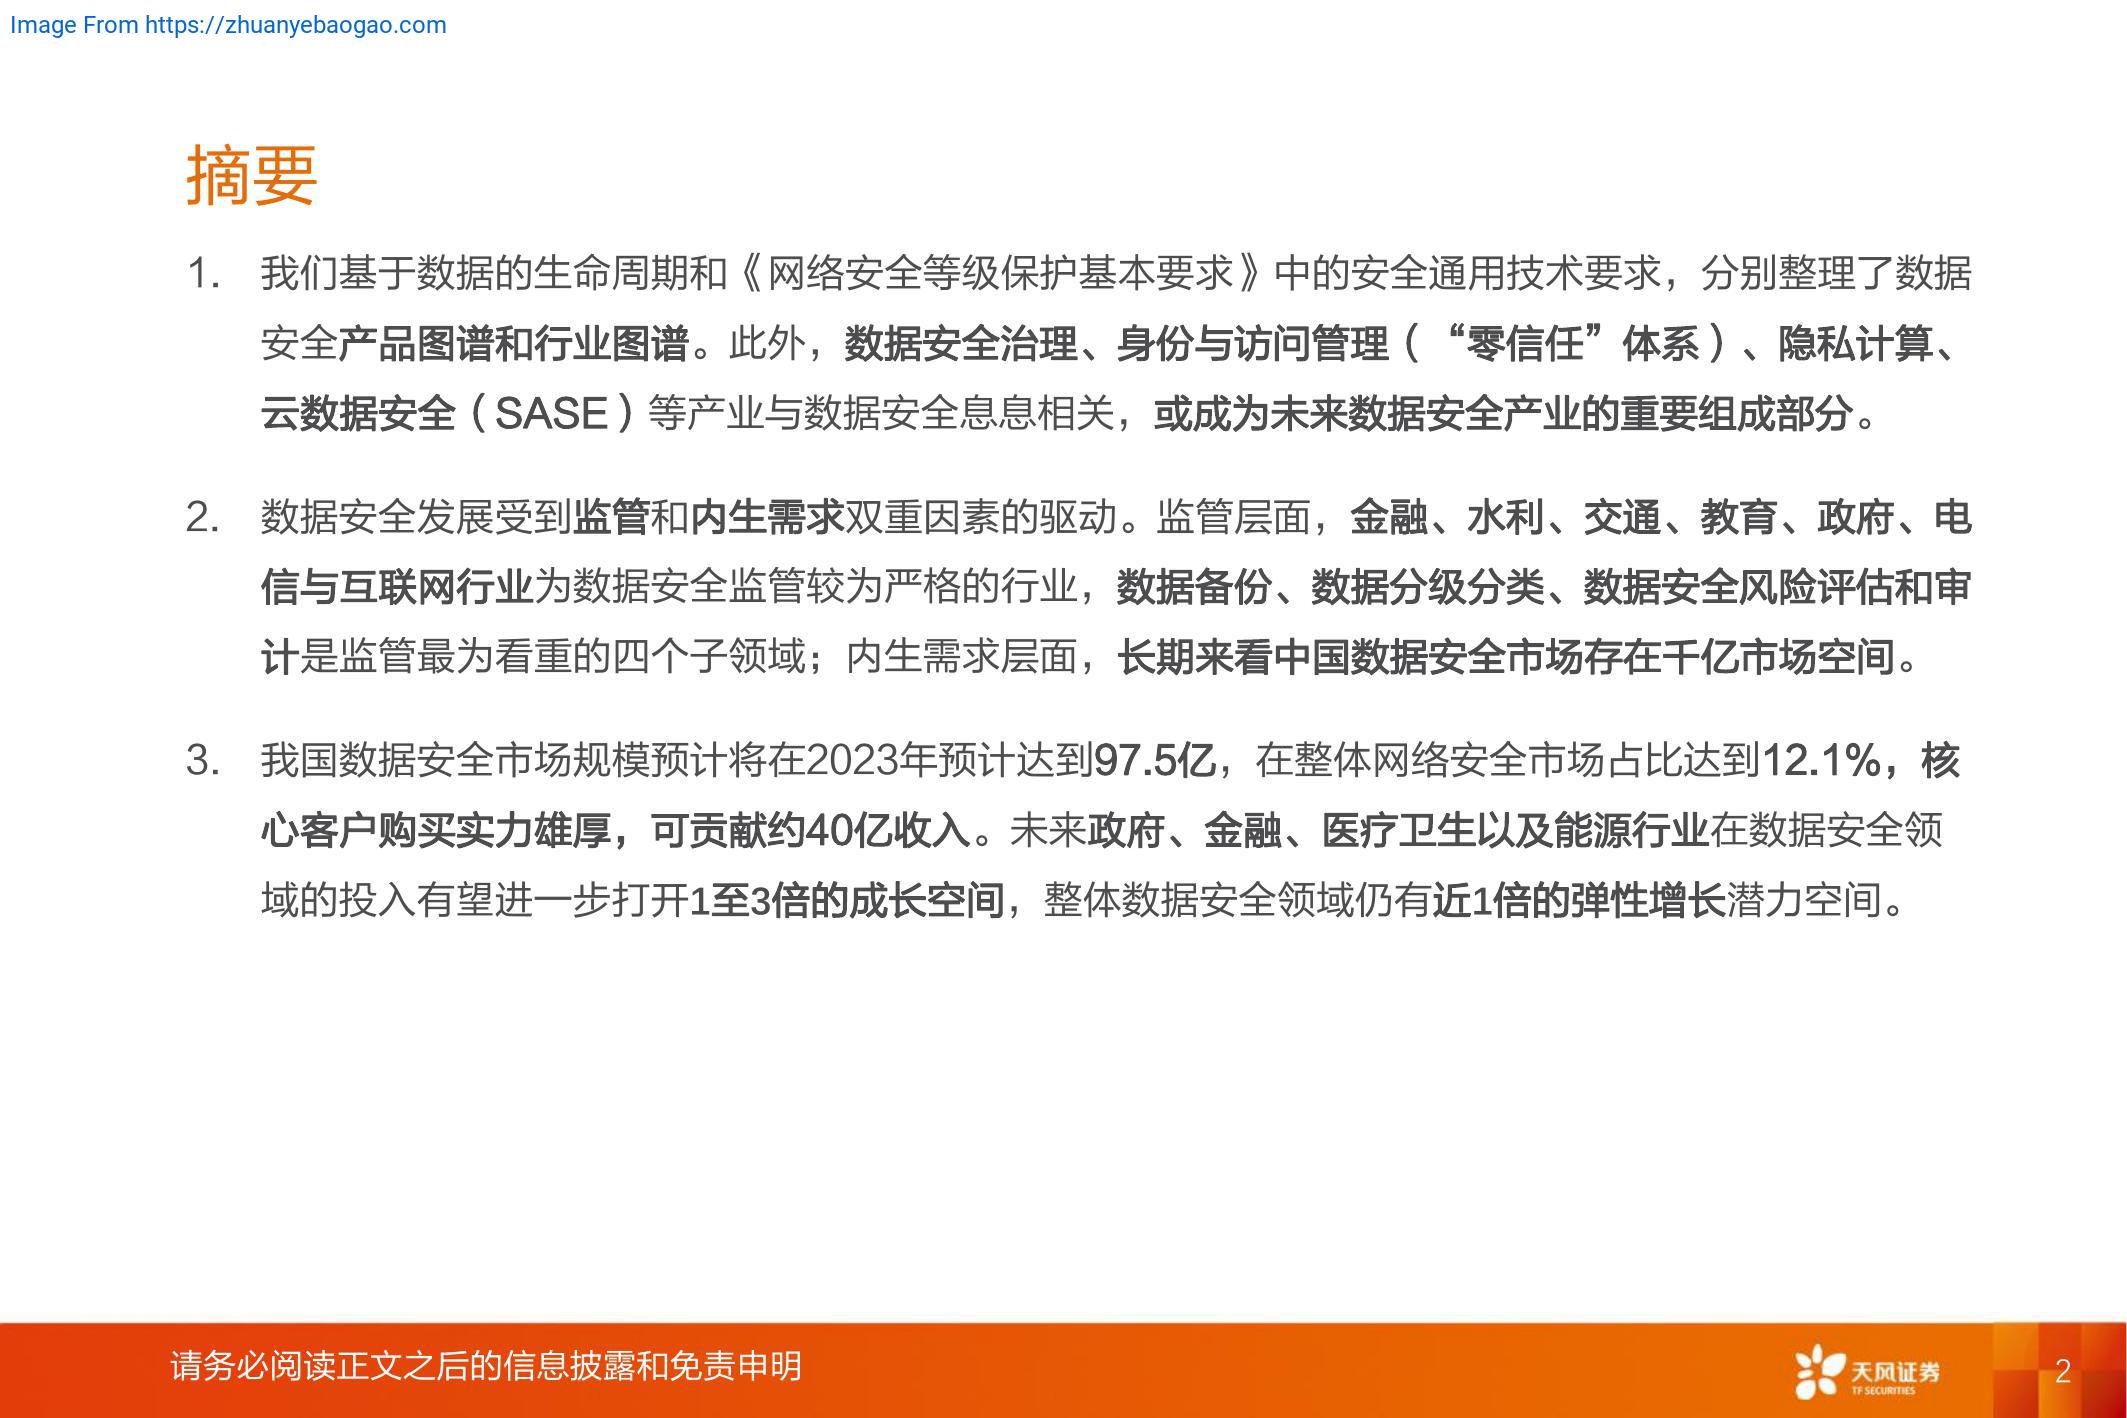 Image From https://zhuanyebaogao.com
摘要
1. 我们基于数据的生命周期和《网络安全等级保护基本要求》中的安全通用技术要求，分别整理了数据
安全产品图谱和行业图谱。此外，数据安全治理、身份与访问管理（“零信任”体系）、隐私计算、
云数据安全（SASE）等产业与数据安全息息相关，或成为未来数据安全产业的重要组成部分。
2. 数据安全发展受到监管和内生需求双重因素的驱动。监管层面，金融、水利、交通、教育、政府、电
信与互联网行业为数据安全监管较为严格的行业，数据备份、数据分级分类、数据安全风险评估和审
计是监管最为看重的四个子领域；内生需求层面，长期来看中国数据安全市场存在千亿市场空间。
3. 我国数据安全市场规模预计将在2023年预计达到97.5亿，在整体网络安全市场占比达到12.1%，核
心客户购买实力雄厚，可贡献约40亿收入。未来政府、金融、医疗卫生以及能源行业在数据安全领
域的投入有望进一步打开1至3倍的成长空间，整体数据安全领域仍有近1倍的弹性增长潜力空间。
请务必阅读正文之后的信息披露和免责申明
天风证券
TF SECURITIES
2